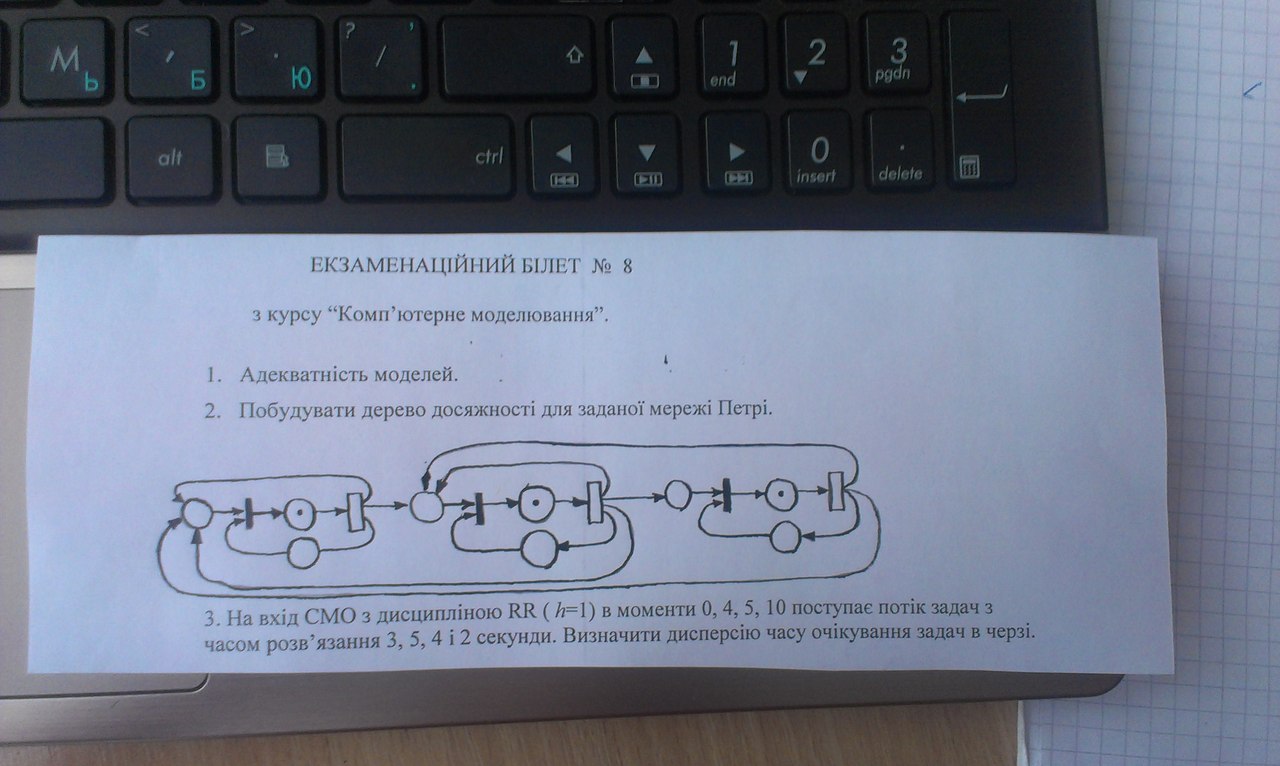 < ' >  ? '
М Ь , Б . Ю / . 1 end 2 3 pgdn
alt ctrl 0 insert . delete
ЕКЗАМЕНАЦІЙНИЙ БІЛЕТ № 8
з курсу “Комп’ютерне моделювання”.
1. Адекватність моделей.
2. Побудувати дерево досяжності для заданої мережі Петрі.
3. На вхід СМО з дисципліною RR ( h=1) в моменти 0, 4, 5, 10 поступає потік задач з
часом розв’язання 3, 5, 4 і 2 секунди. Визначити дисперсію часу очікування задач в черзі.